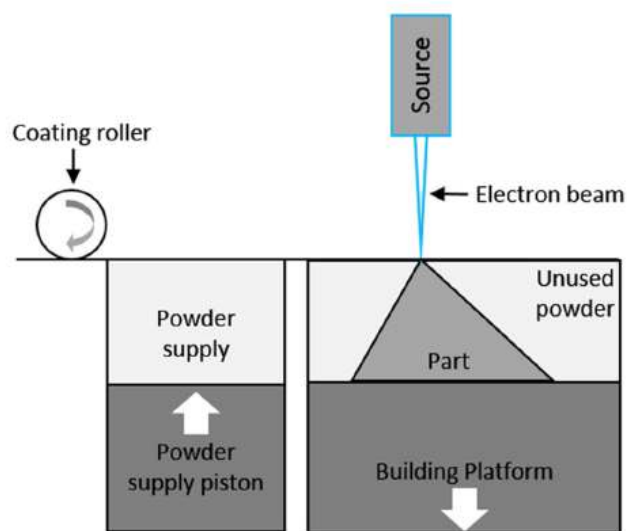 Source
Coating roller
Electron beam
Unused
powder
Powder
supply
Part
Powder
supply piston
Building Platform